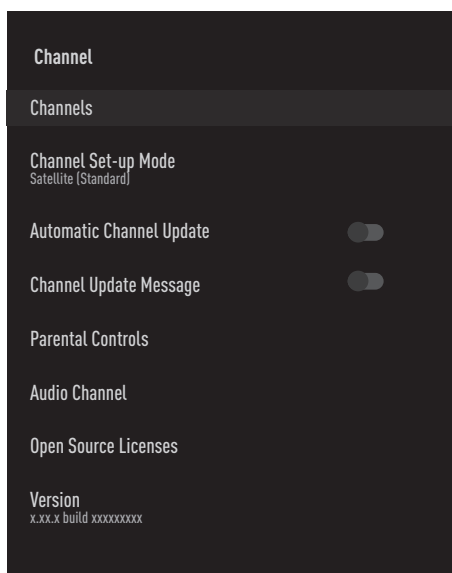 Channel
Channels
Channel Set-up Mode
Satellite (Standard)
Automatic Channel Update
Channel Update Message
Parental Controls
Audio Channel
Open Source Licenses
Version
x.xx.x build xxxxxxxxx